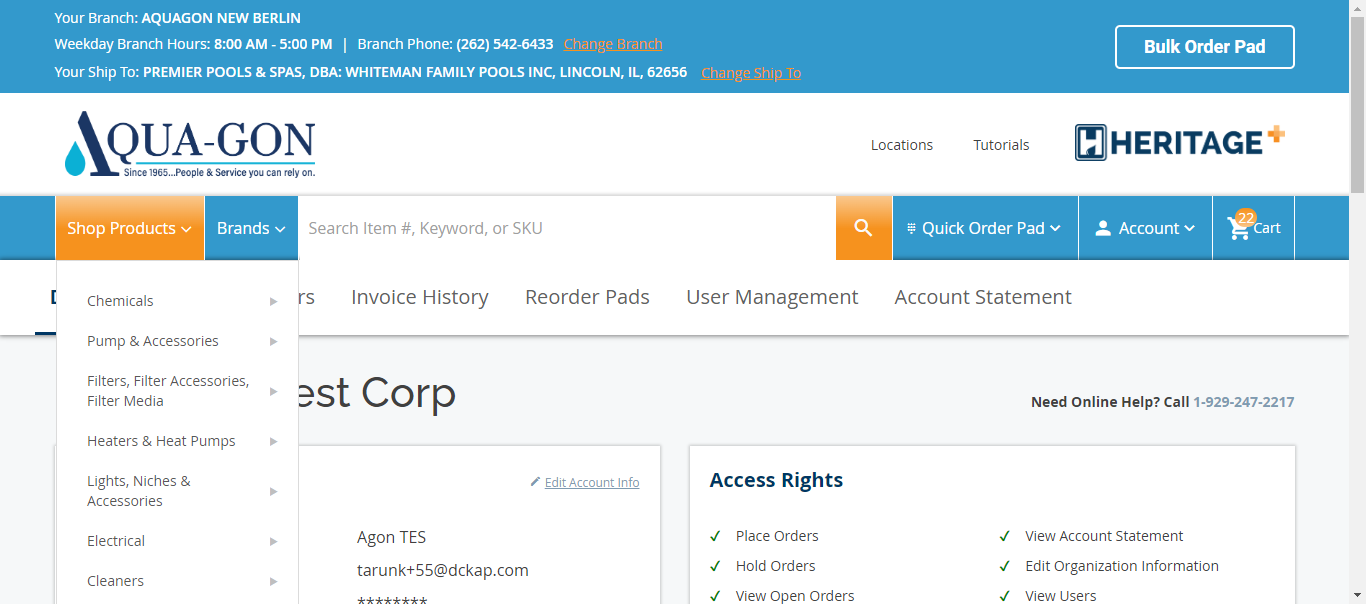 Your Branch: AQUAGON NEW BERLIN
Weekday Branch Hours: 8:00 AM - 5:00 PM | Branch Phone: (262) 542-6433 Change Branch
Your Ship To: PREMIER POOLS & SPAS, DBA: WHITEMAN FAMILY POOLS INC, LINCOLN, IL, 62656 Change Ship To
Bulk Order Pad
AQUA-GON
Since 1965...People & Service you can rely on.
Locations
Tutorials
HERITAGE+
Shop Products
Brands
Search Item #, Keyword, or SKU
Quick Order Pad
Account
22
Cart
rs
Invoice History
Reorder Pads
User Management
Account Statement
Chemicals
Pump & Accessories
Filters, Filter Accessories,
Filter Media
Heaters & Heat Pumps
Lights, Niches &
Accessories
Electrical
Cleaners
est Corp
Need Online Help? Call 1-929-247-2217
Edit Account Info
Agon TES
tarunk+55@dckap.com
********
Access Rights
Place Orders
Hold Orders
View Open Orders
View Account Statement
Edit Organization Information
View Users